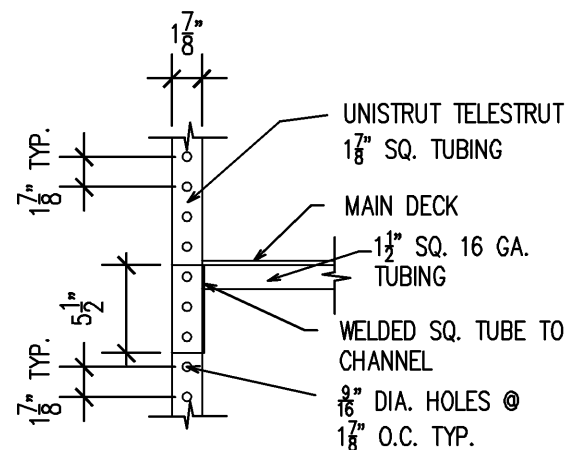 1 7/8"
UNISTRUT TELESTRUT
1 7/8" SQ. TUBING
1 7/8" TYP.
MAIN DECK
1 1/2" SQ. 16 GA.
TUBING
5 1/2"
WELDED SQ. TUBE TO
CHANNEL
1 7/8" TYP.
9/16" DIA. HOLES @
1 7/8" O.C. TYP.